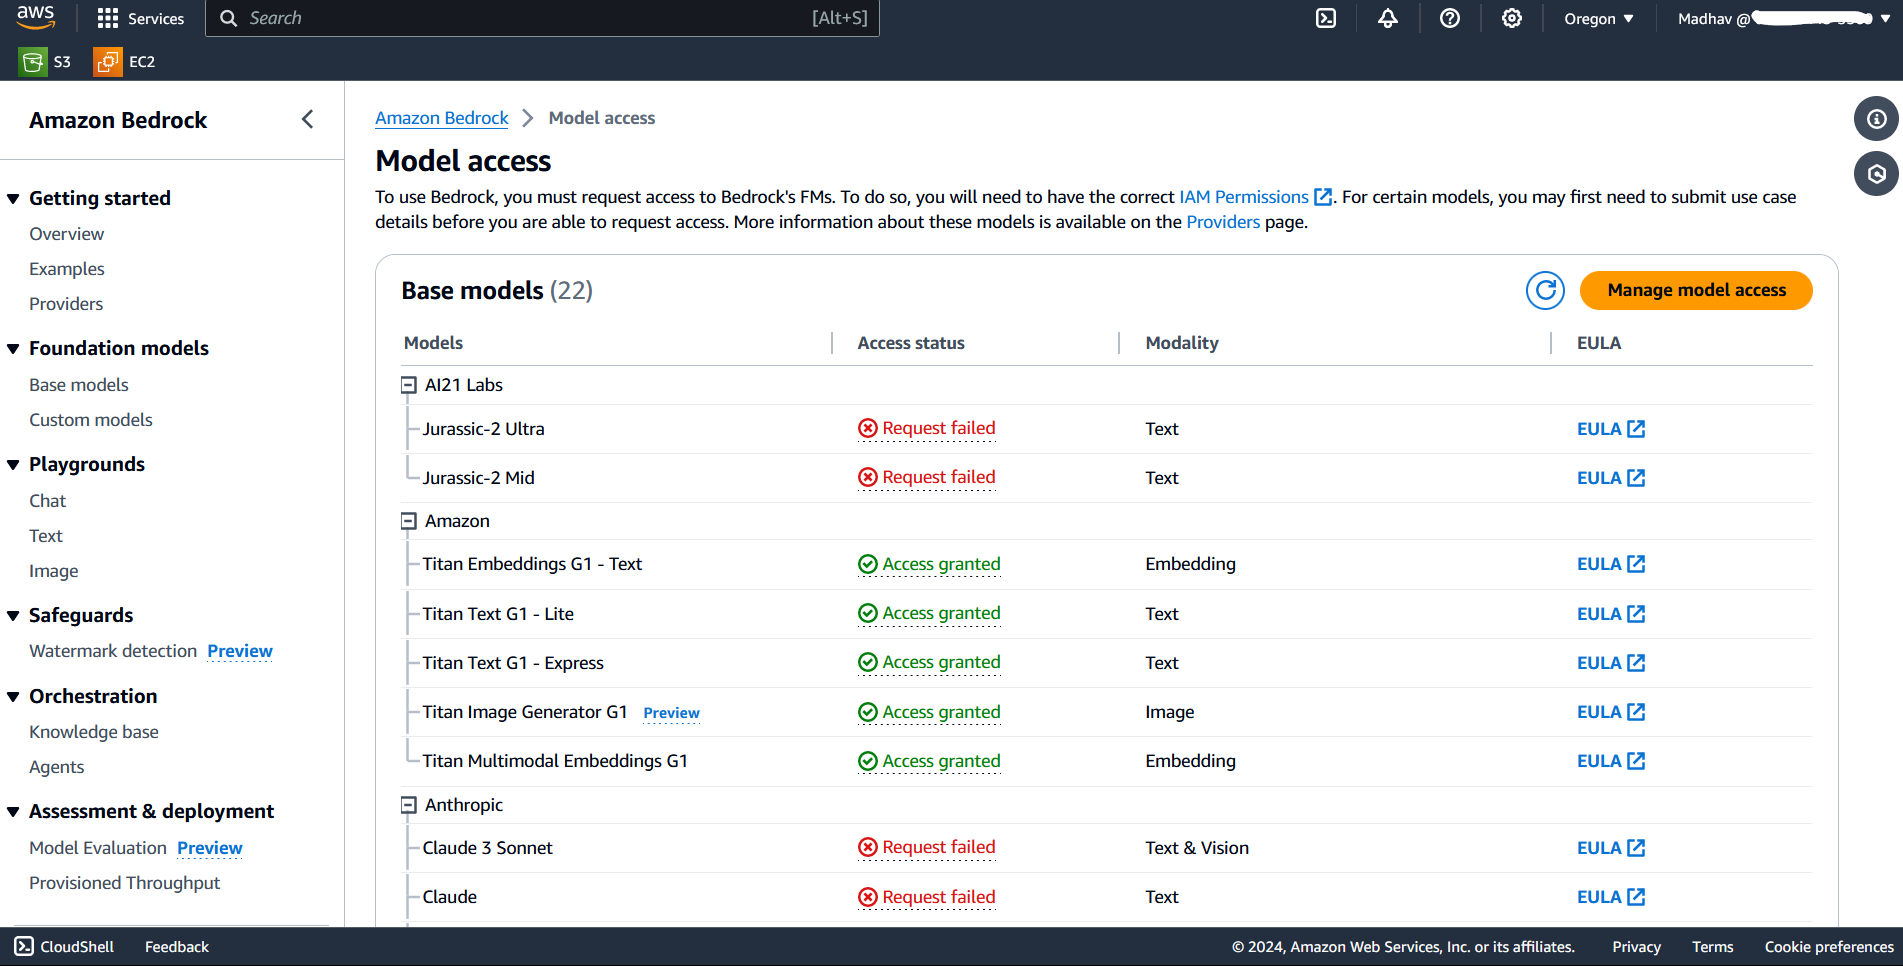 aws
Services
Search
[Alt+S]
Oregon
Madhav @
S3
EC2
Amazon Bedrock
Getting started
Overview
Examples
Providers
Foundation models
Base models
Custom models
Playgrounds
Chat
Text
Image
Safeguards
Watermark detection Preview
Orchestration
Knowledge base
Agents
Assessment & deployment
Model Evaluation Preview
Provisioned Throughput
Amazon Bedrock > Model access
Model access
To use Bedrock, you must request access to Bedrock's FMs. To do so, you will need to have the correct IAM Permissions. For certain models, you may first need to submit use case
details before you are able to request access. More information about these models is available on the Providers page.
Base models (22)
Manage model access
Models Access status Modality EULA
AI21 Labs
Jurassic-2 Ultra Request failed Text EULA
Jurassic-2 Mid Request failed Text EULA
Amazon
Titan Embeddings G1 - Text Access granted Embedding EULA
Titan Text G1 - Lite Access granted Text EULA
Titan Text G1 - Express Access granted Text EULA
Titan Image Generator G1 Preview Access granted Image EULA
Titan Multimodal Embeddings G1 Access granted Embedding EULA
Anthropic
Claude 3 Sonnet Request failed Text & Vision EULA
Claude Request failed Text EULA
CloudShell
Feedback
© 2024, Amazon Web Services, Inc. or its affiliates.
Privacy
Terms
Cookie preferences